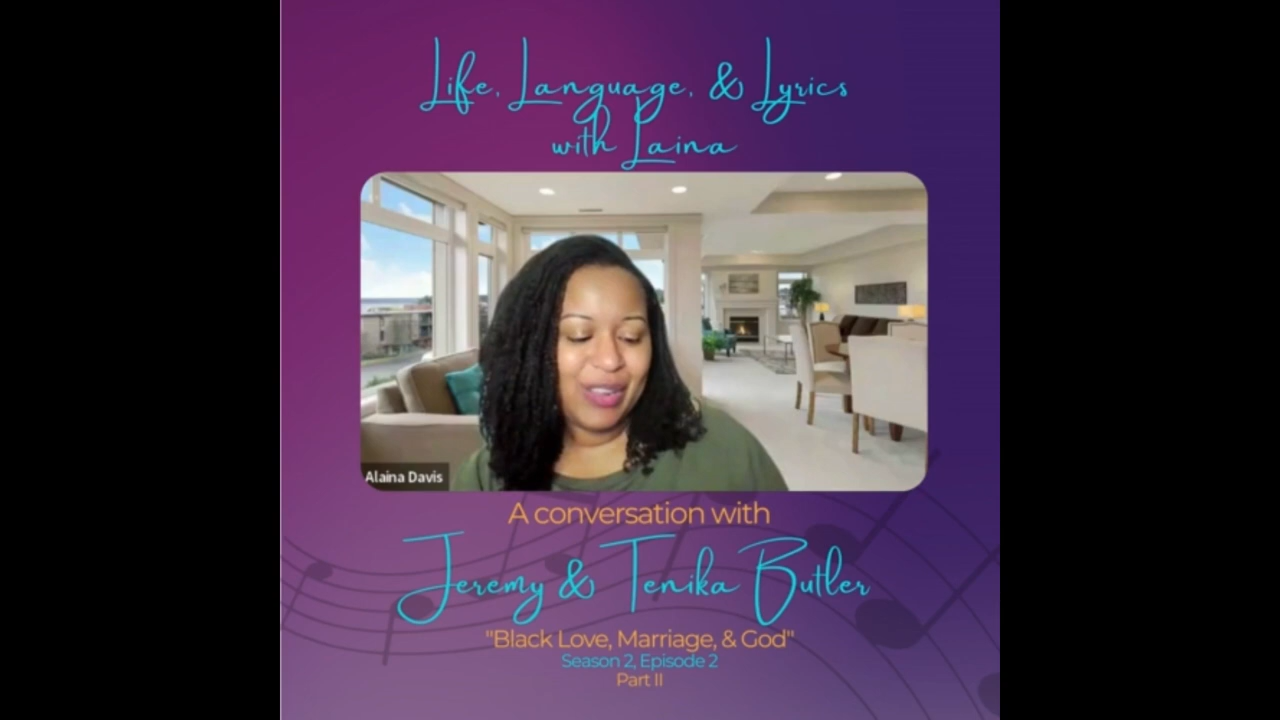 Life, Language, & Lyrics
with Laina
Alaina Davis
A conversation with
Jeremy & Tenika Butler
"Black Love, Marriage, & God"
Season 2, Episode 2
Part II